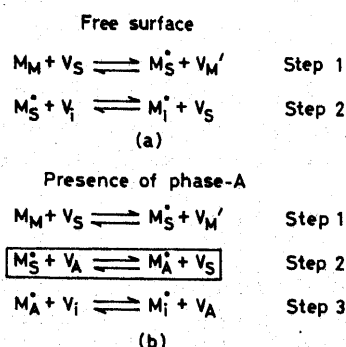 Free surface
M_M + V_S ⇌ M_S^• + V_M′ Step 1
M_S^• + V_i ⇌ M_i^• + V_S Step 2
(a)
Presence of phase-A
M_M + V_S ⇌ M_S^• + V_M′ Step 1
M_S^• + V_A ⇌ M_A^• + V_S Step 2
M_A^• + V_i ⇌ M_i^• + V_A Step 3
(b)